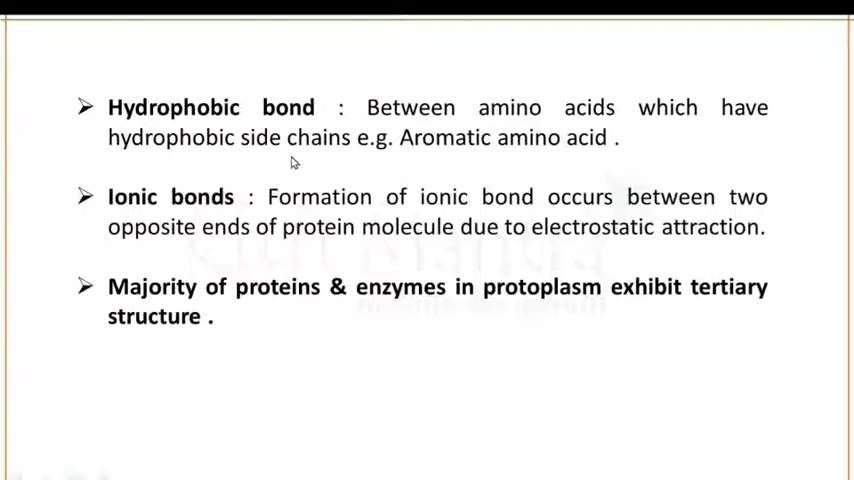 ➢ Hydrophobic bond : Between amino acids which have
hydrophobic side chains e.g. Aromatic amino acid .
➢ Ionic bonds : Formation of ionic bond occurs between two
opposite ends of protein molecule due to electrostatic attraction.
➢ Majority of proteins & enzymes in protoplasm exhibit tertiary
structure .